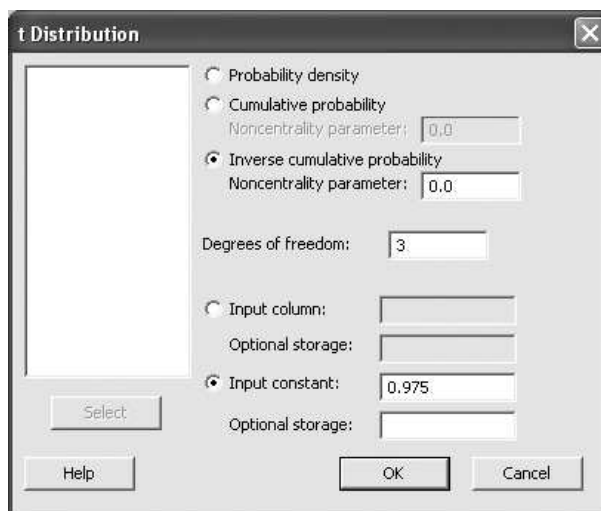 t Distribution
Probability density
Cumulative probability
Noncentrality parameter: 0.0
Inverse cumulative probability
Noncentrality parameter: 0.0
Degrees of freedom: 3
Input column:
Optional storage:
Input constant: 0.975
Optional storage:
Select
Help OK Cancel